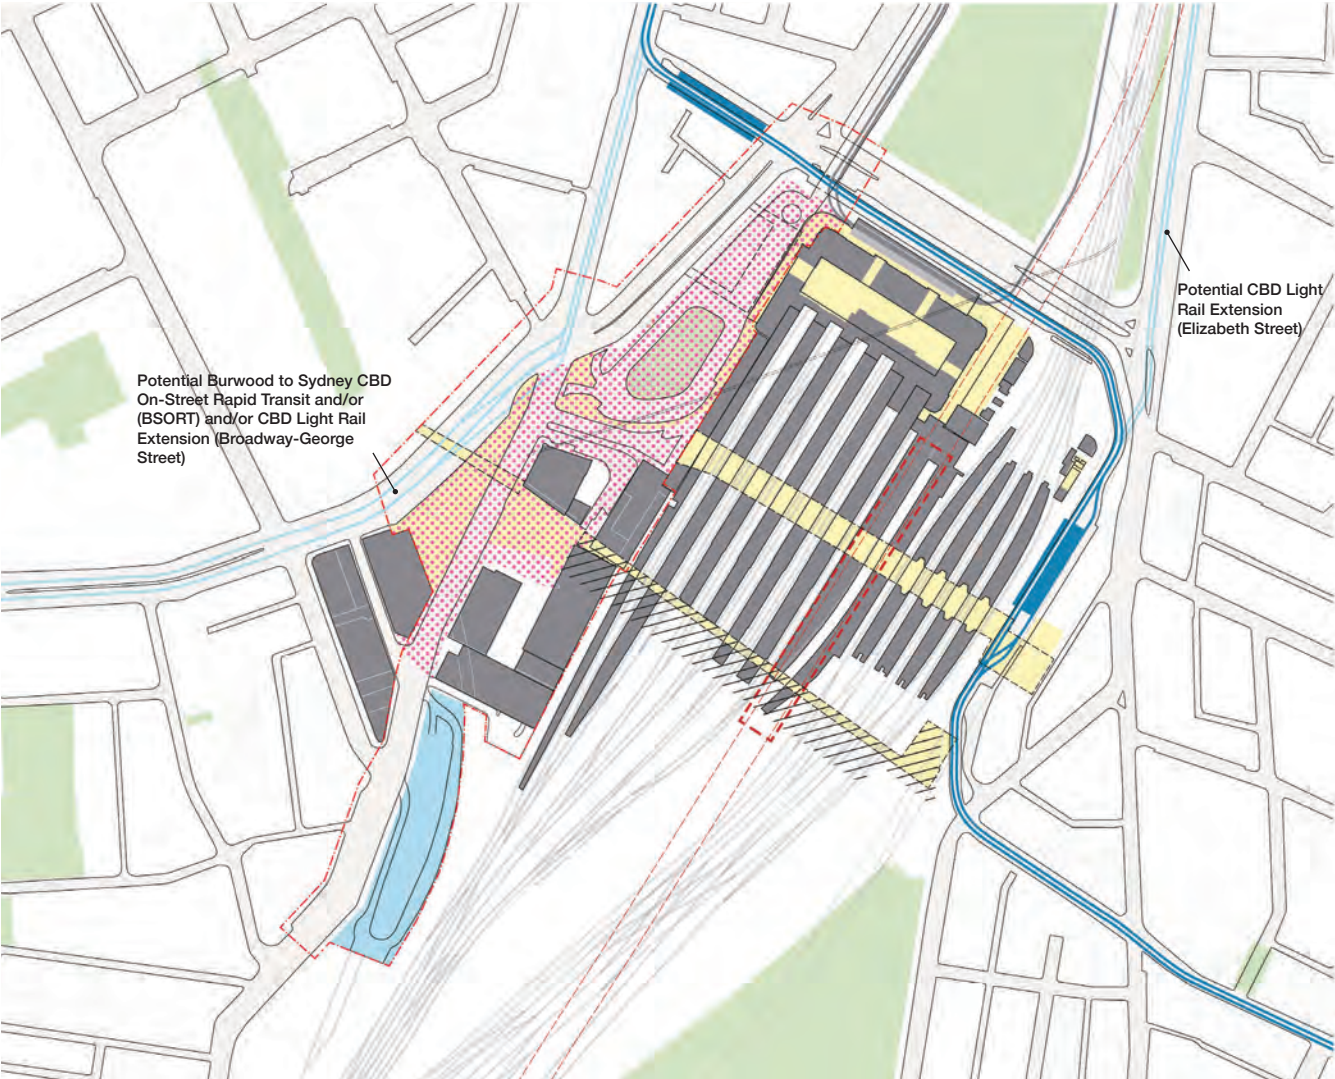 Potential CBD Light
Rail Extension
(Elizabeth Street)
Potential Burwood to Sydney CBD
On-Street Rapid Transit and/or
(BSORT) and/or CBD Light Rail
Extension (Broadway-George
Street)